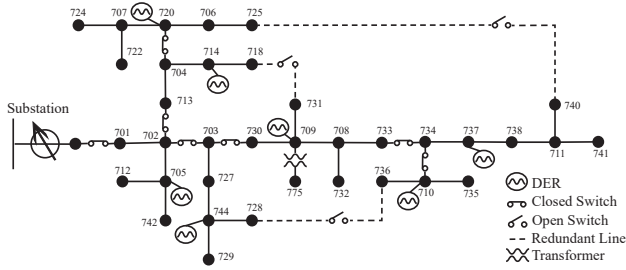 724 707 720 706 725
722 704 714 718
713 731 740
Substation
701 702 703 730 709 708 733 734 737 738 711 741
712 705 727 775 732 736 710 735
742 744 728
729
DER
Closed Switch
Open Switch
Redundant Line
Transformer